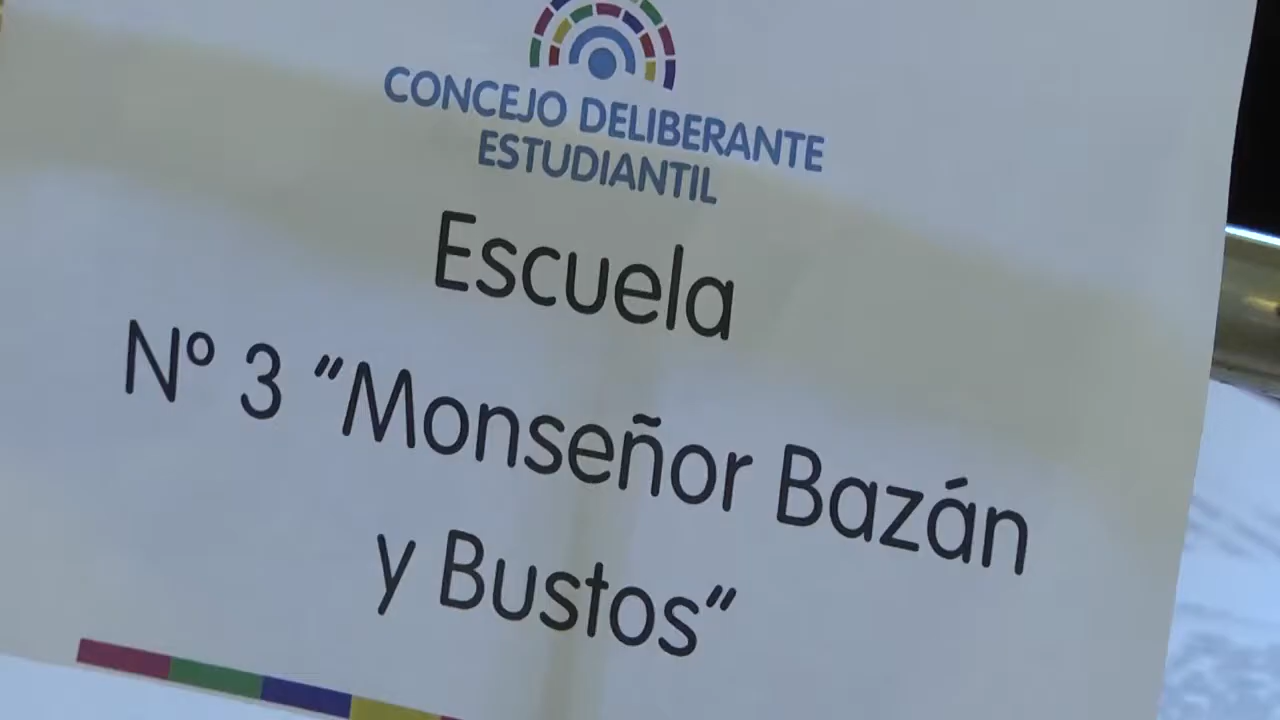 CONCEJO DELIBERANTE
ESTUDIANTIL
Escuela
Nº 3 “Monseñor Bazán
y Bustos”